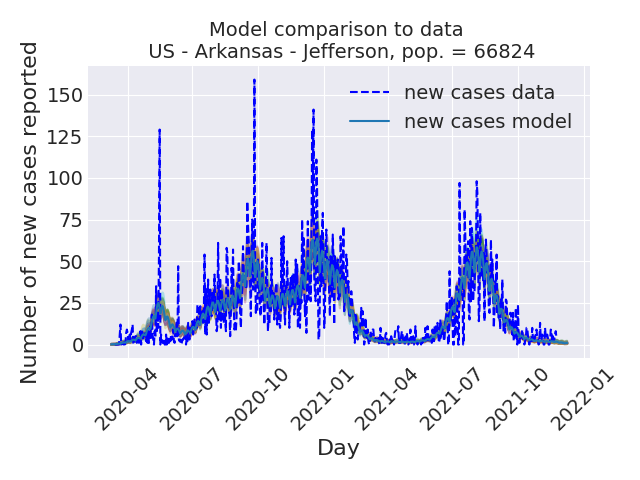 Model comparison to data
US - Arkansas - Jefferson, pop. = 66824
Number of new cases reported
150
125
100
75
50
25
0
new cases data
new cases model
2020-04
2020-07
2020-10
2021-01
2021-04
2021-07
2021-10
2022-01
Day